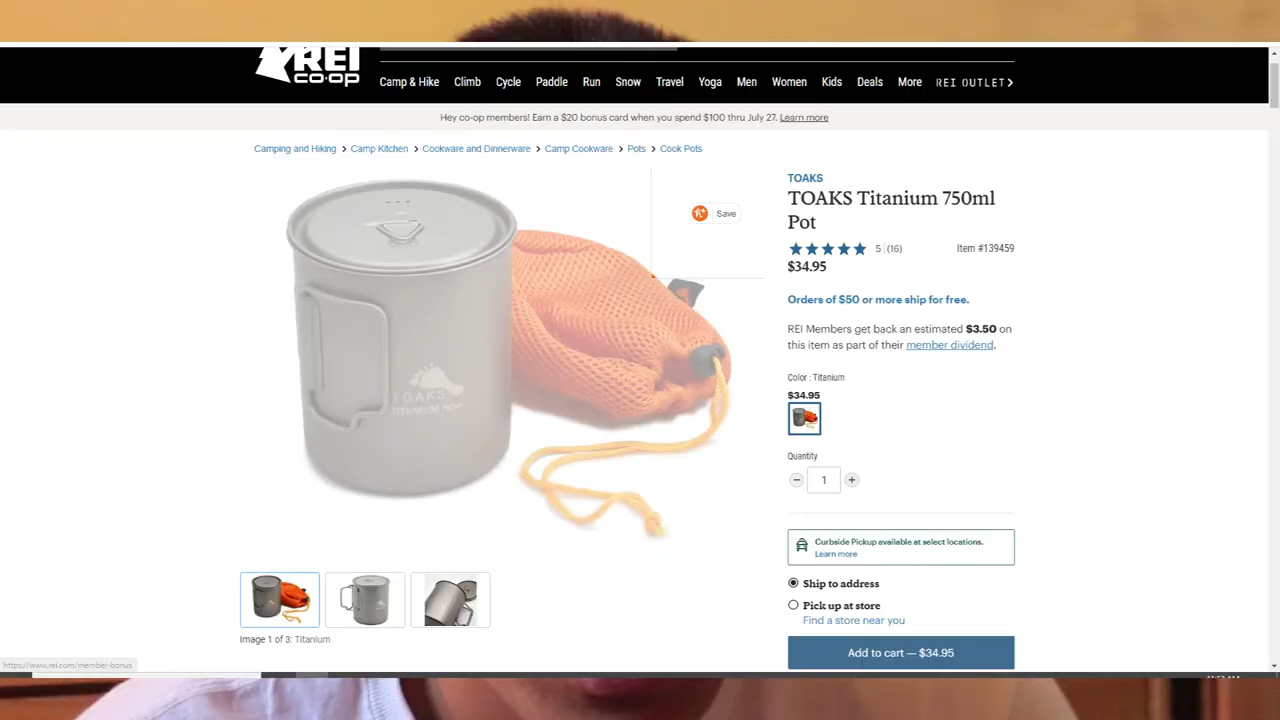 REI
co·op
Camp & Hike Climb Cycle Paddle Run Snow Travel Yoga Men Women Kids Deals More REI OUTLET
Hey co-op members! Earn a $20 bonus card when you spend $100 thru July 27. Learn more
Camping and Hiking > Camp Kitchen > Cookware and Dinnerware > Camp Cookware > Pots > Cook Pots
TOAKS
TITANIUM
Save
TOAKS
TOAKS Titanium 750ml
Pot
5 (16) Item #139459
$34.95
Orders of $50 or more ship for free.
REI Members get back an estimated $3.50 on
this item as part of their member dividend.
Color : Titanium
$34.95
Quantity
− 1 +
Curbside Pickup available at select locations.
Learn more
Ship to address
Pick up at store
Find a store near you
Add to cart — $34.95
Image 1 of 3: Titanium
https://www.rei.com/member-bonus